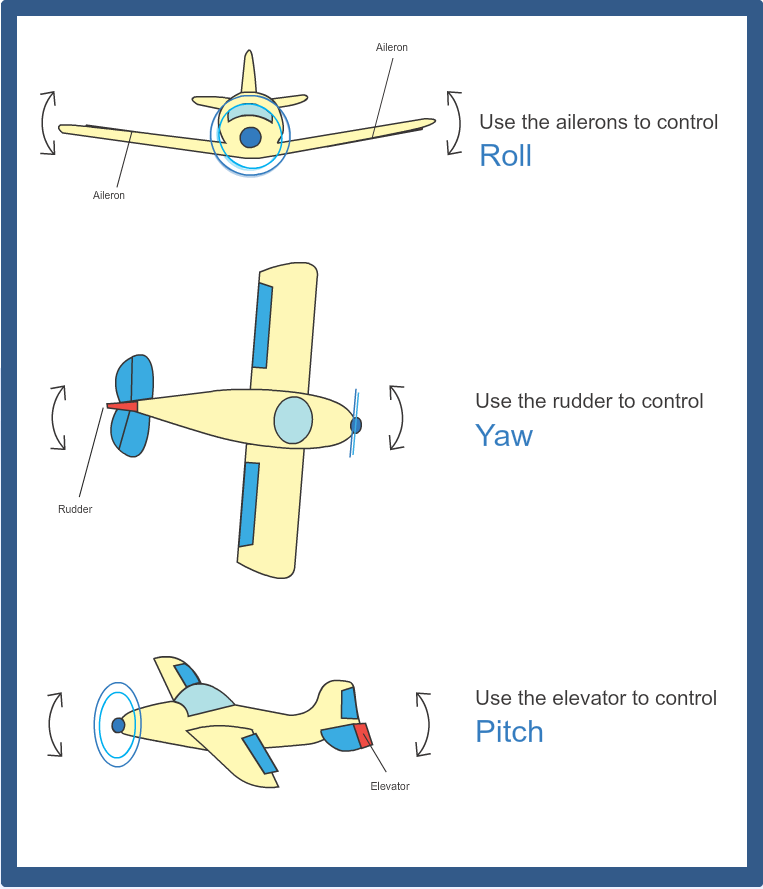 Aileron
Aileron
Use the ailerons to control
Roll
Use the rudder to control
Yaw
Rudder
Use the elevator to control
Pitch
Elevator